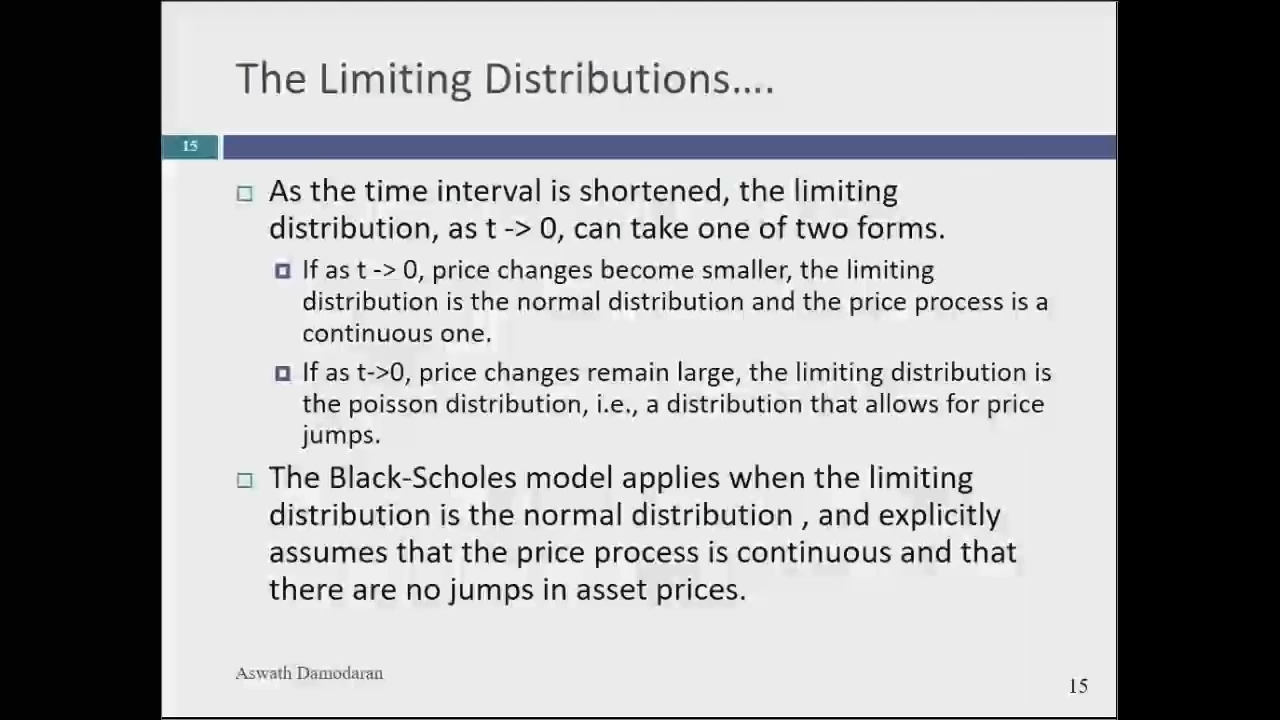 The Limiting Distributions….
15
As the time interval is shortened, the limiting
distribution, as t -> 0, can take one of two forms.
If as t -> 0, price changes become smaller, the limiting
distribution is the normal distribution and the price process is a
continuous one.
If as t->0, price changes remain large, the limiting distribution is
the poisson distribution, i.e., a distribution that allows for price
jumps.
The Black-Scholes model applies when the limiting
distribution is the normal distribution , and explicitly
assumes that the price process is continuous and that
there are no jumps in asset prices.
Aswath Damodaran
15